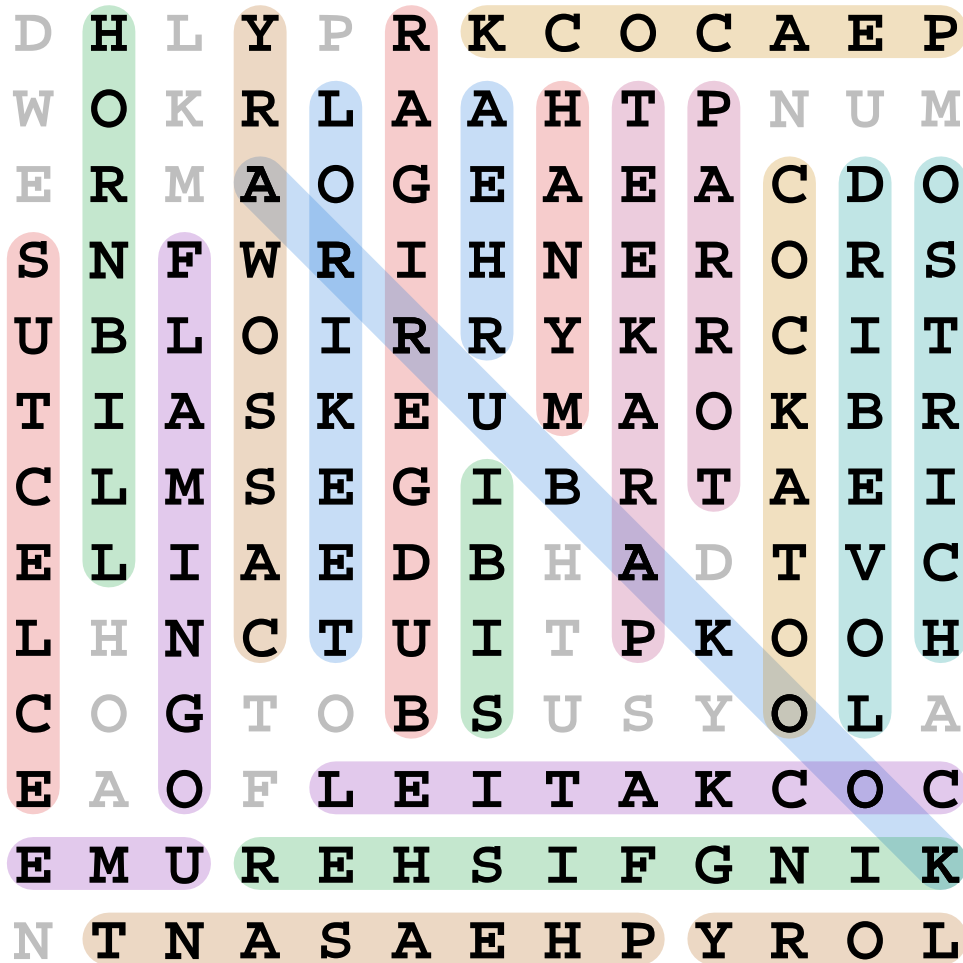 D H L Y P R K C O C A E P
W O K R L A A H T P N U M
E R M A O G E A E A C D O
S N F W R I H N E R O R S
U B L O I R R Y K R C I T
T I A S K E U M A O K B R
C L M S E G I B R T A E I
E L I A E D B H A D T V C
L H N C T U I T P K O O H
C O G T O B S U S Y O L A
E A O F L E I T A K C O C
E M U R E H S I F G N I K
N T N A S A E H P Y R O L